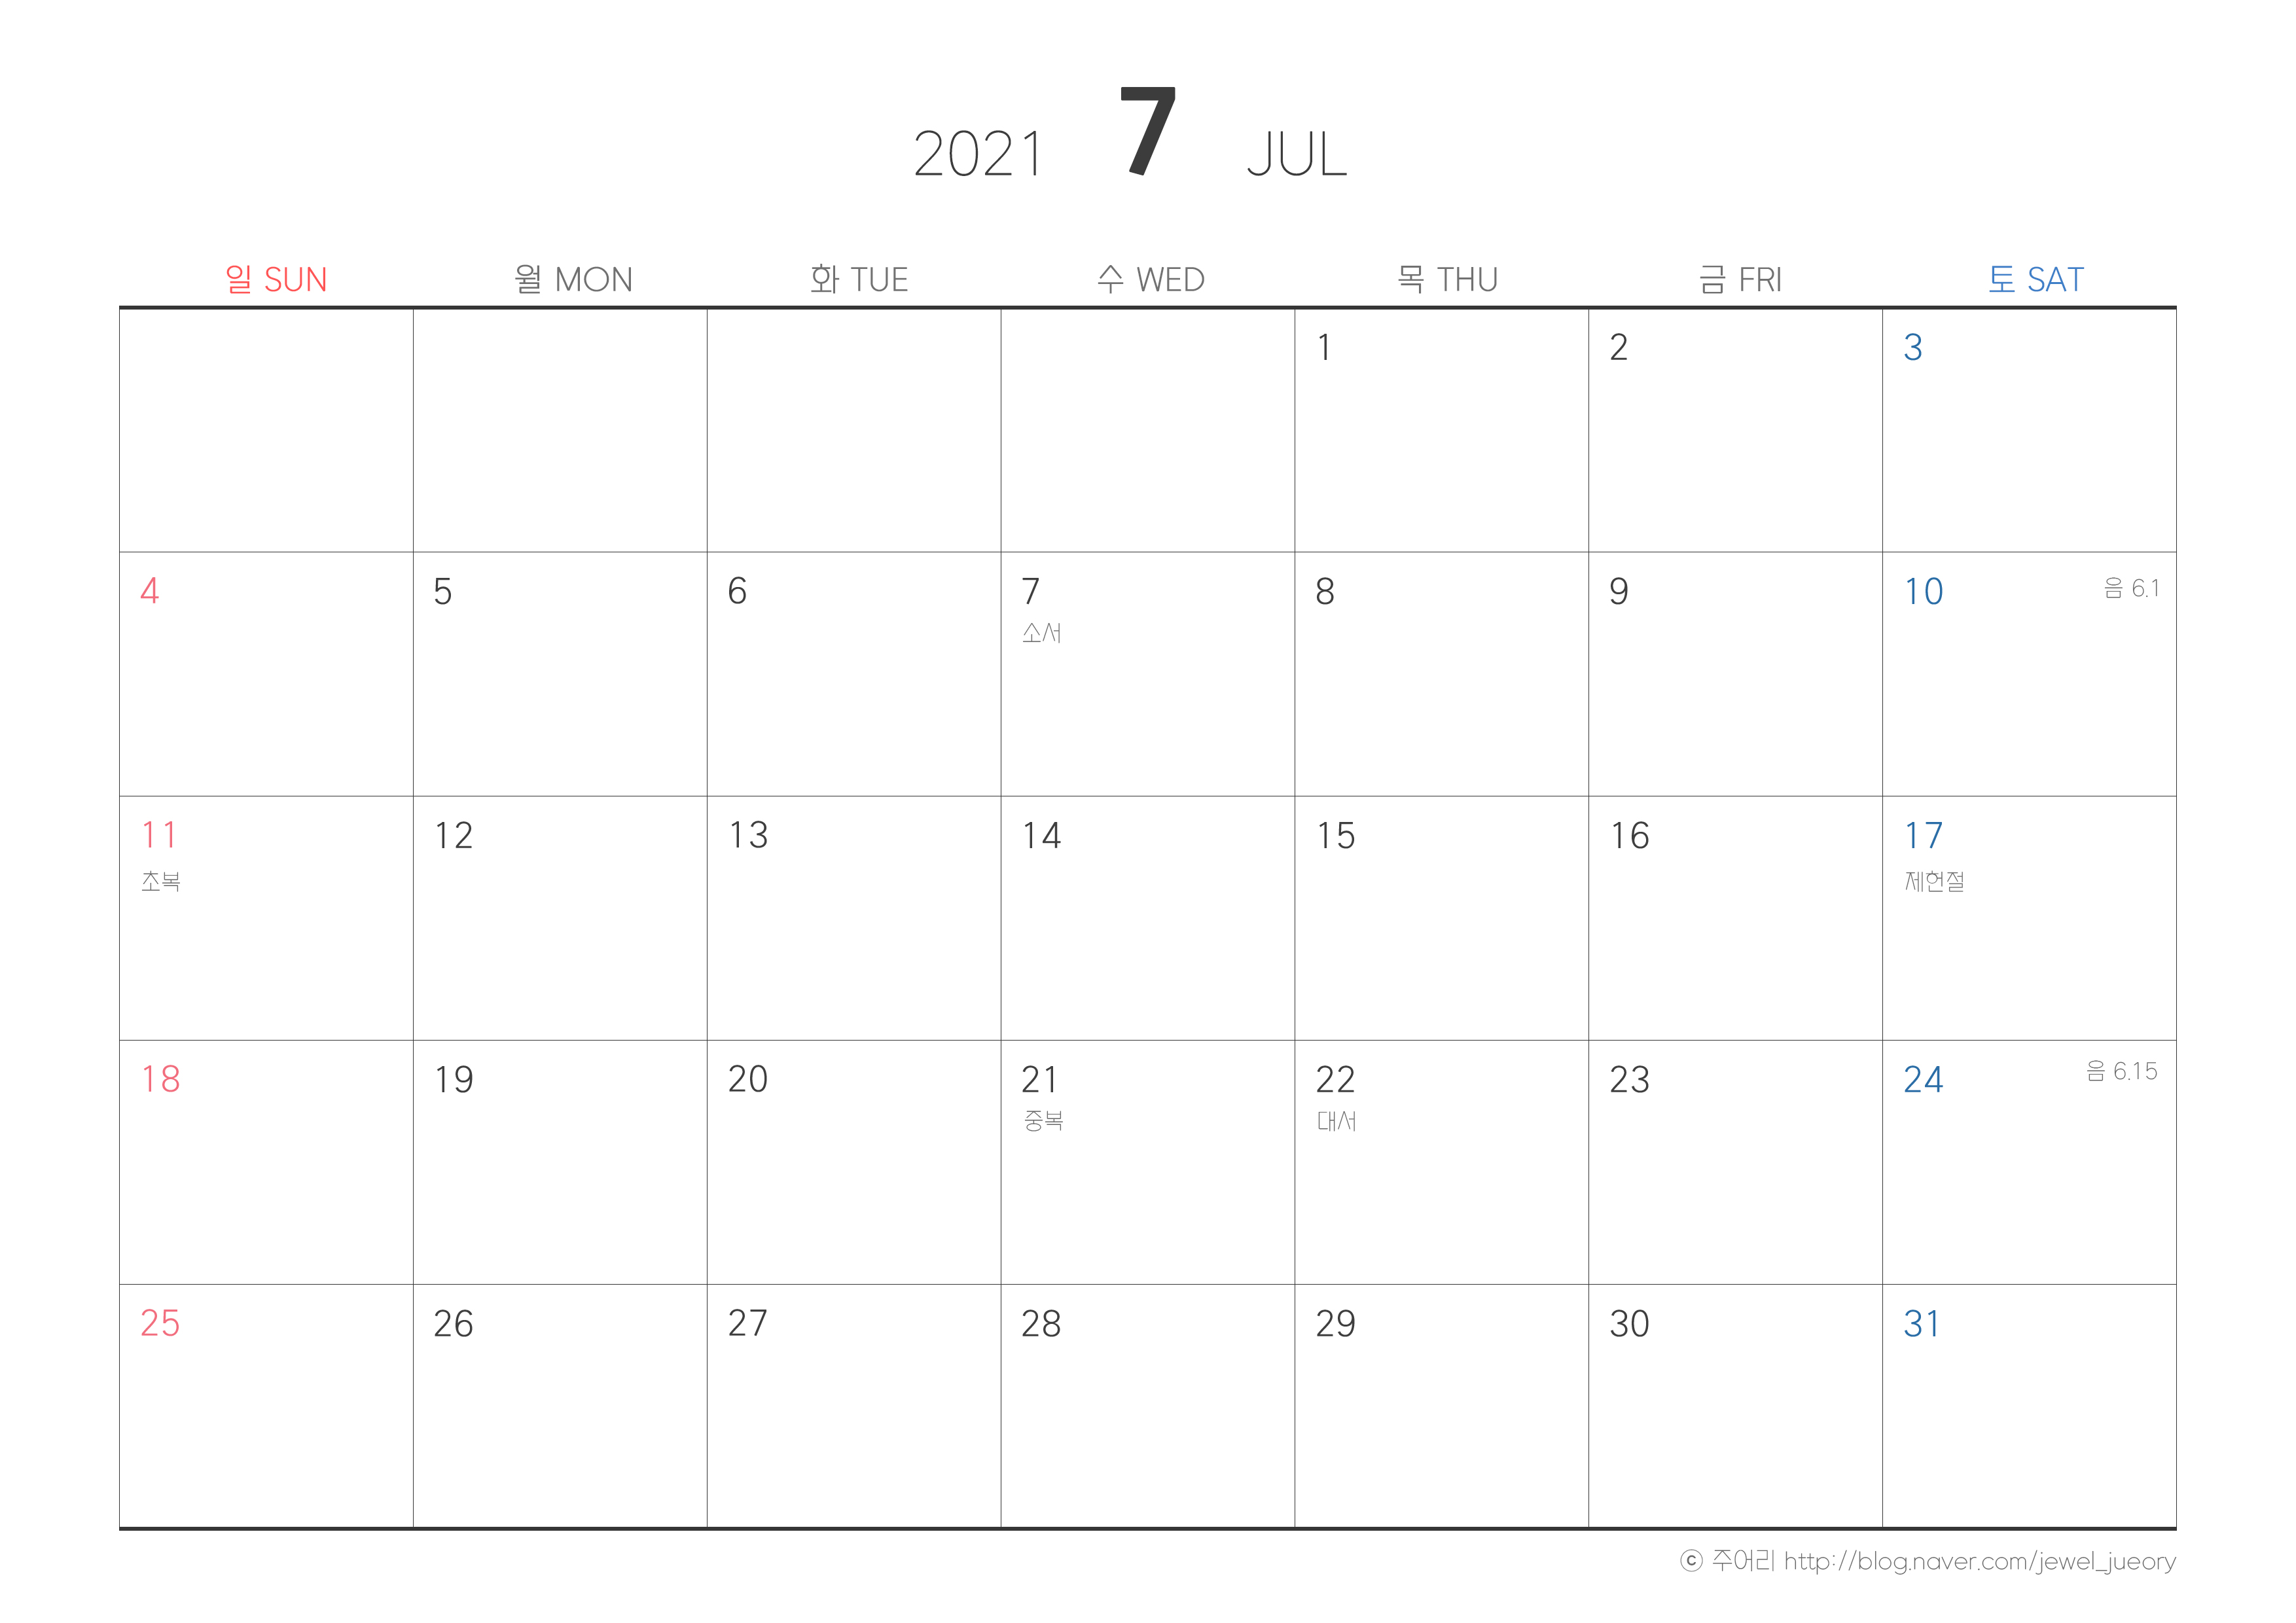 2021 7 JUL
일 SUN 월 MON 화 TUE 수 WED 목 THU 금 FRI 토 SAT
1 2 3
4 5 6 7 8 9 10 음 6.1
소서
11 12 13 14 15 16 17
초복 제헌절
18 19 20 21 22 23 24 음 6.15
중복 대서
25 26 27 28 29 30 31
ⓒ 주어리 http://blog.naver.com/jewel_jueory